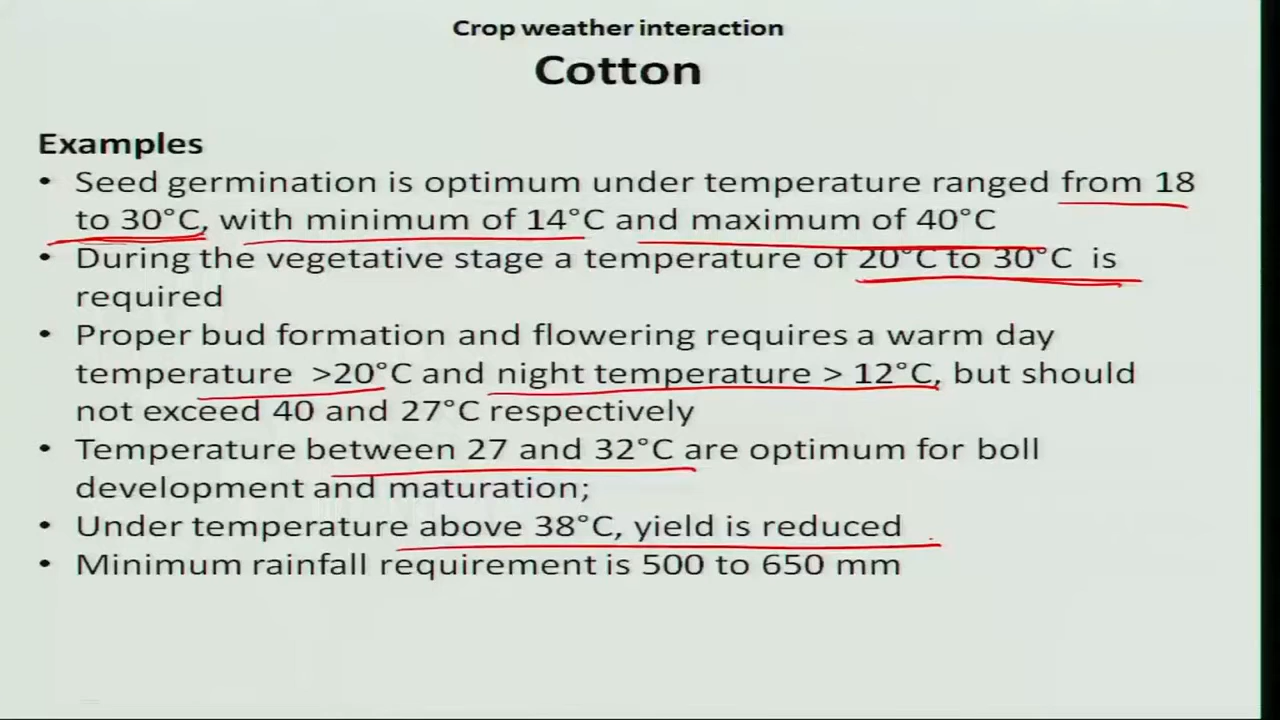 Crop weather interaction
Cotton
Examples
• Seed germination is optimum under temperature ranged from 18
to 30°C, with minimum of 14°C and maximum of 40°C
• During the vegetative stage a temperature of 20°C to 30°C is
required
• Proper bud formation and flowering requires a warm day
temperature >20°C and night temperature > 12°C, but should
not exceed 40 and 27°C respectively
• Temperature between 27 and 32°C are optimum for boll
development and maturation;
• Under temperature above 38°C, yield is reduced
• Minimum rainfall requirement is 500 to 650 mm